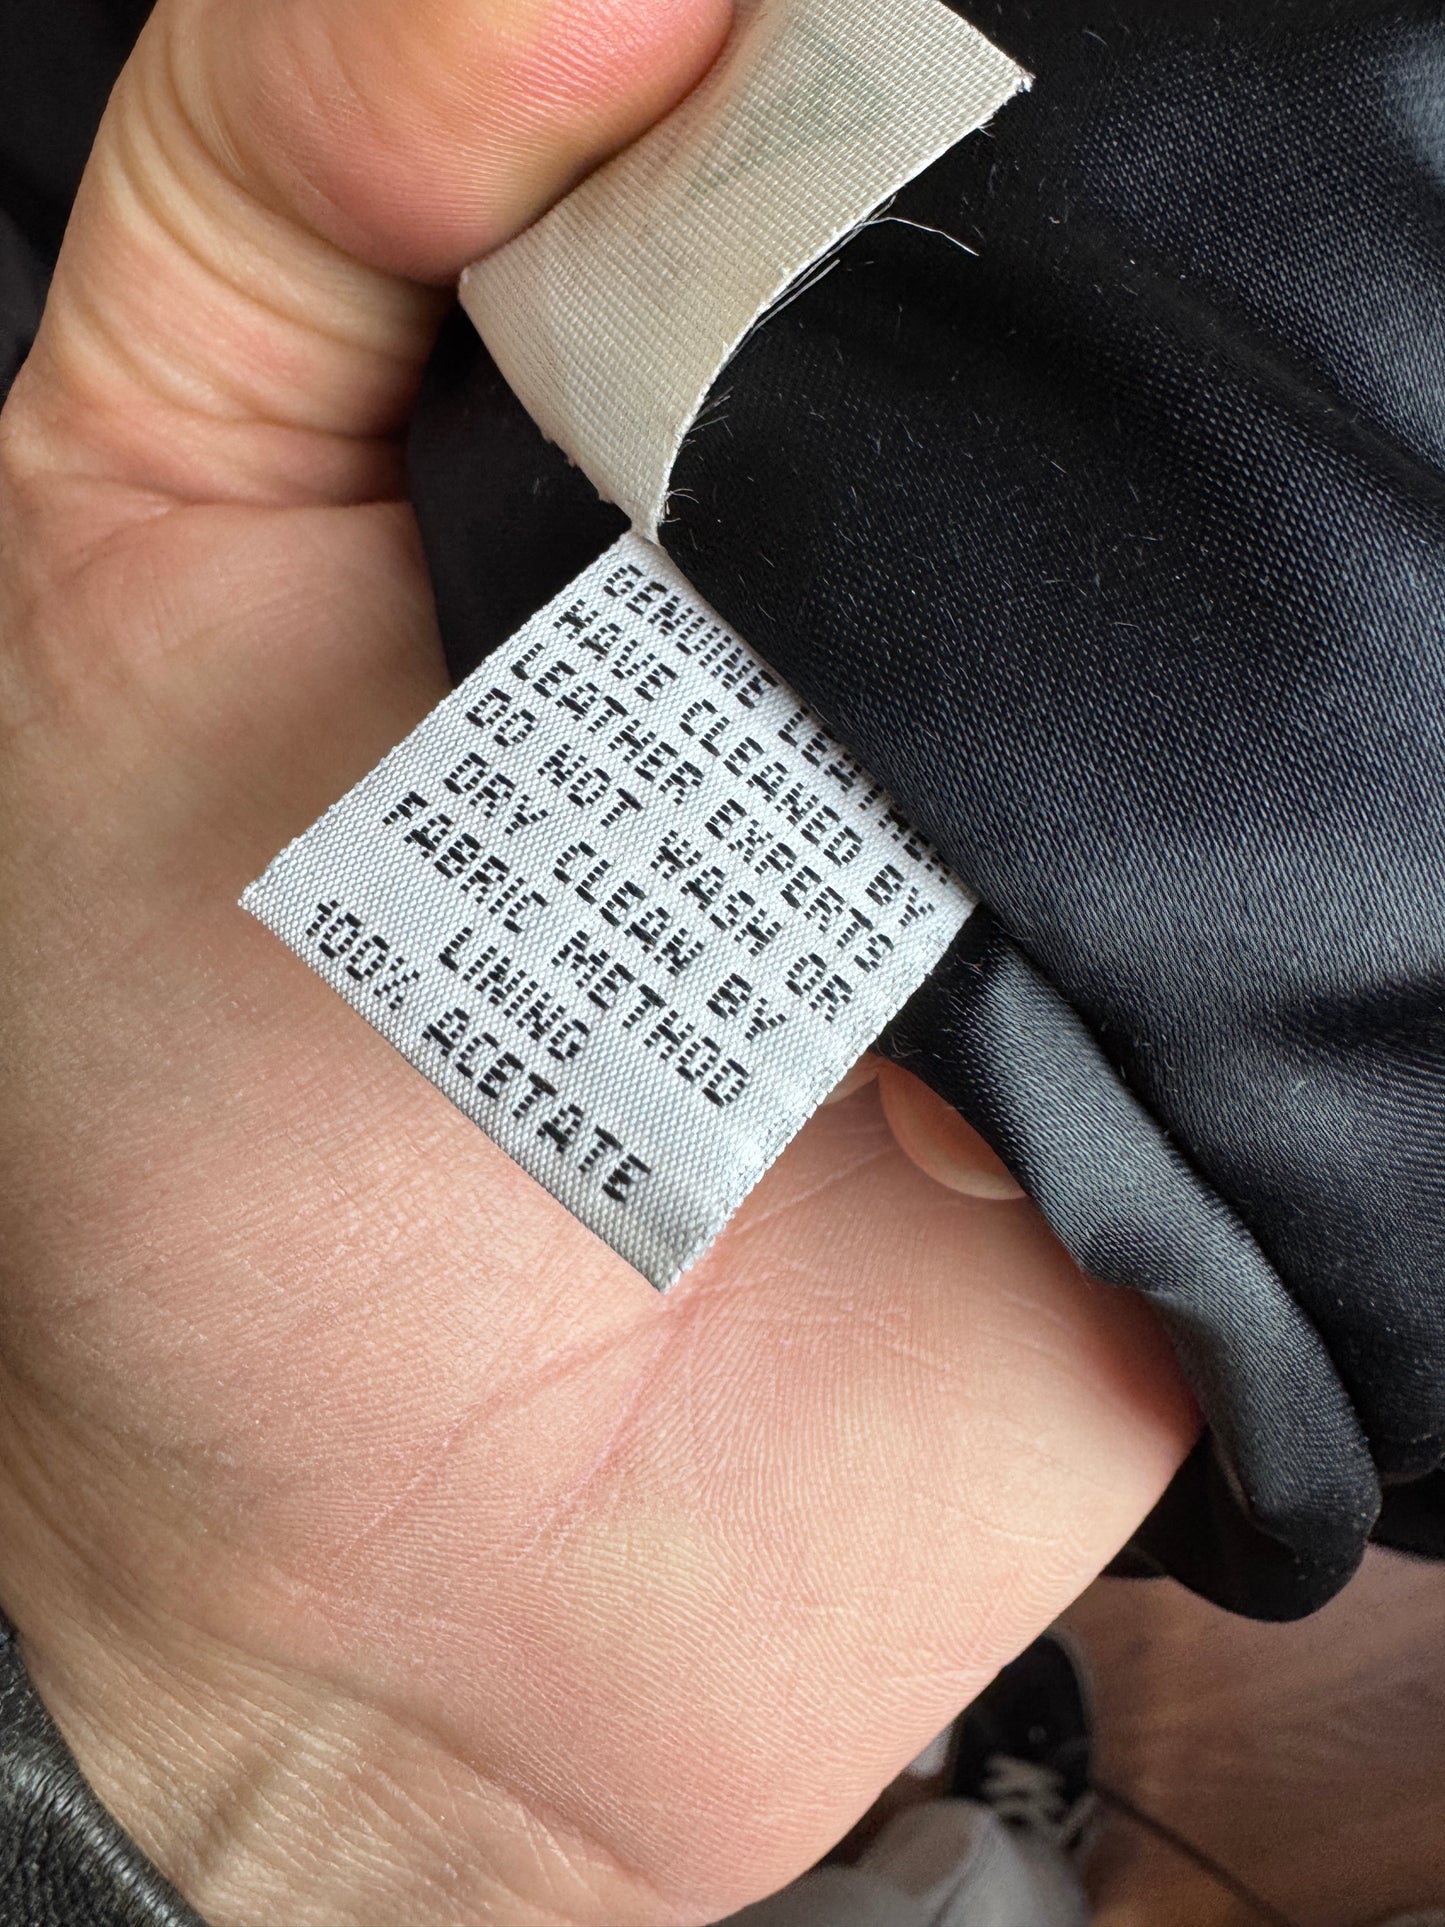 GENUINE LEATHER
HAVE CLEANED BY
LEATHER EXPERTS
DO NOT WASH OR
DRY CLEAN BY
FABRIC METHOD
LINING
100% ACETATE